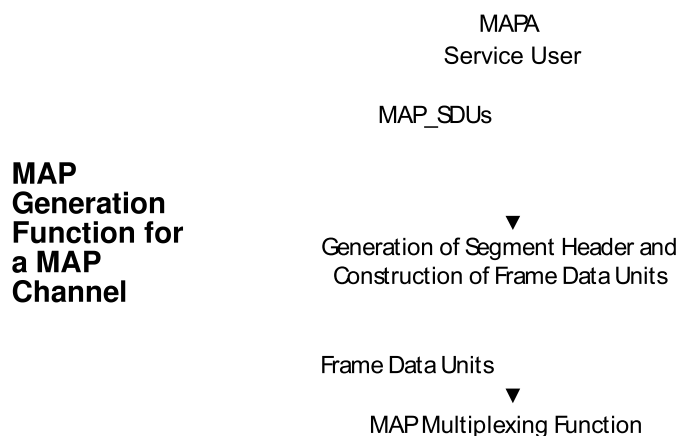 MAPA
Service User
MAP_SDUs
MAP
Generation
Function for
a MAP
Channel
Generation of Segment Header and
Construction of Frame Data Units
Frame Data Units
MAP Multiplexing Function